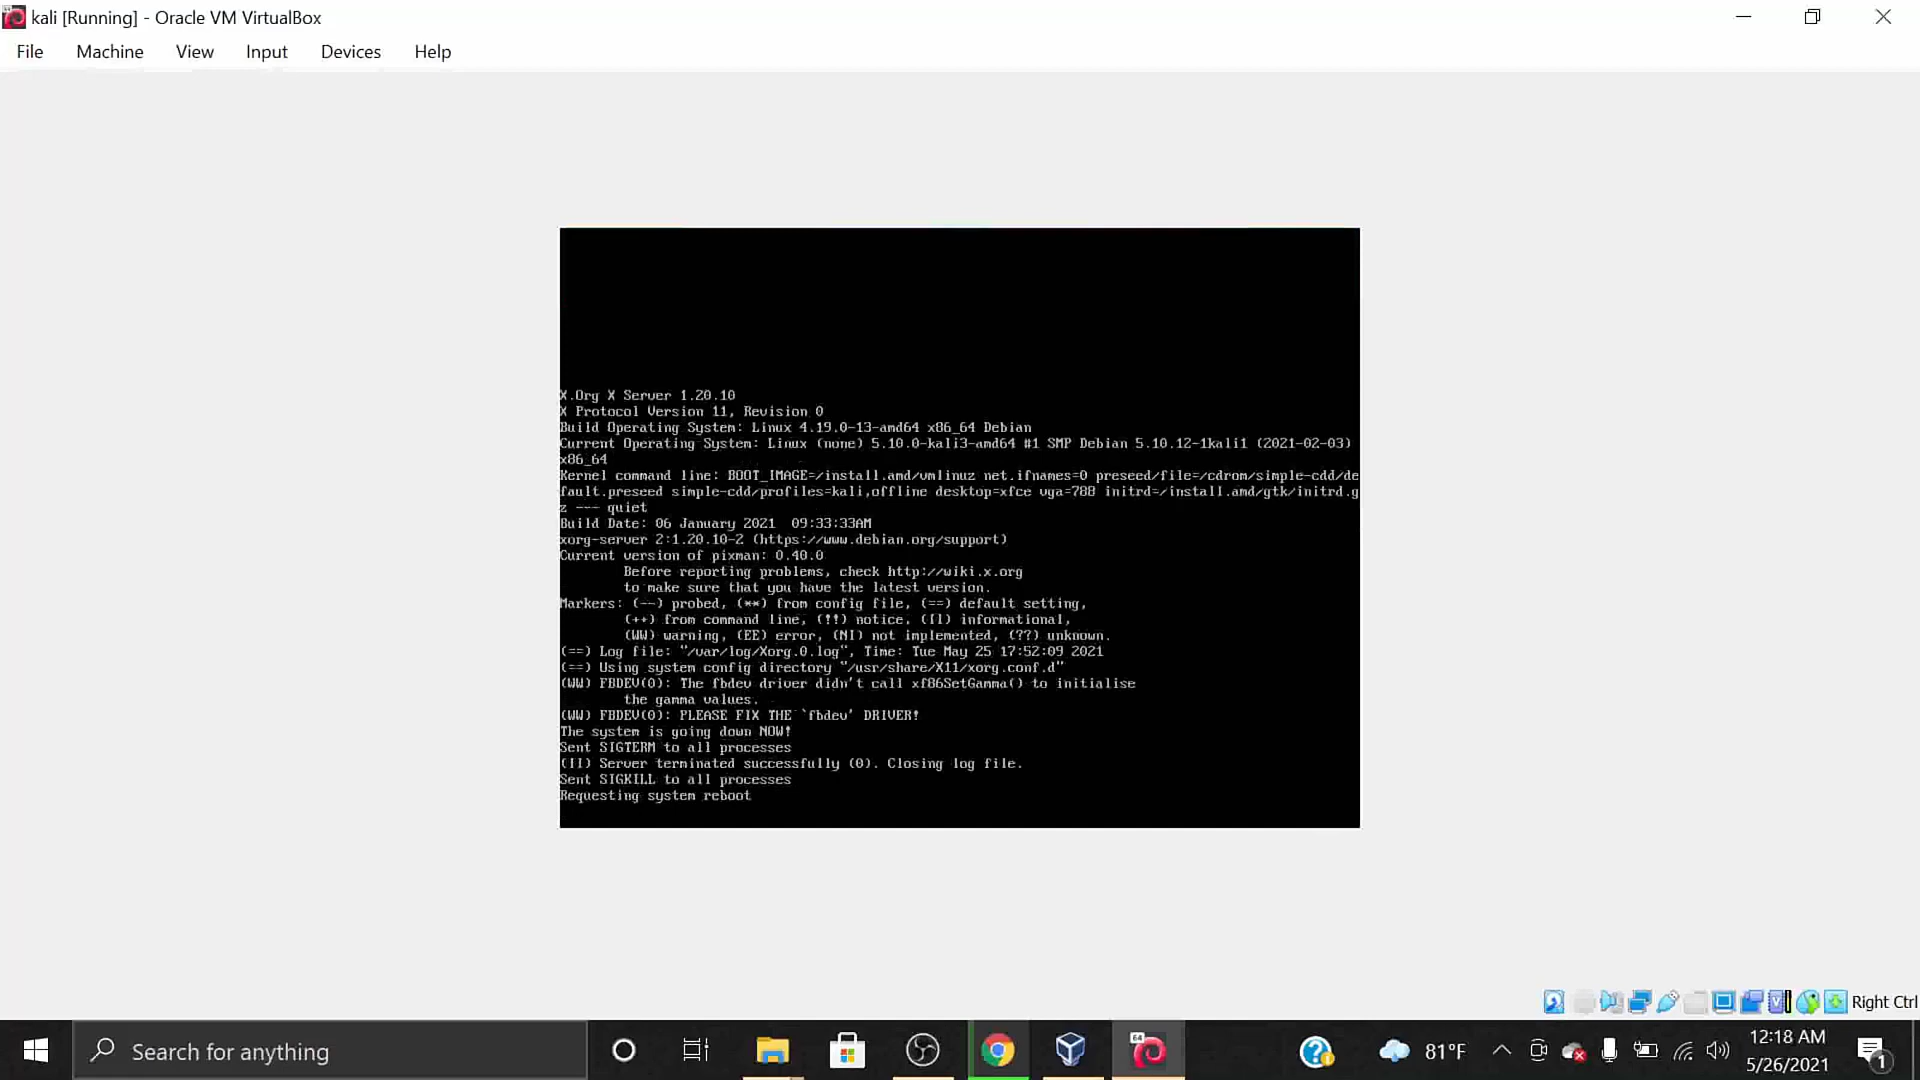 kali [Running] - Oracle VM VirtualBox
File Machine View Input Devices Help
X.Org X Server 1.20.10
X Protocol Version 11, Revision 0
Build Operating System: Linux 4.19.0-13-amd64 x86_64 Debian
Current Operating System: Linux (none) 5.10.0-kali3-amd64 #1 SMP Debian 5.10.12-1kali1 (2021-02-03)
x86_64
Kernel command line: BOOT_IMAGE=/install.amd/vmlinuz net.ifnames=0 preseed/file=/cdrom/simple-cdd/de
fault.preseed simple-cdd/profiles=kali,offline desktop=xfce vga=788 initrd=/install.amd/gtk/initrd.g
z --- quiet
Build Date: 06 January 2021  09:33:33AM
xorg-server 2:1.20.10-2 (https://www.debian.org/support)
Current version of pixman: 0.40.0
Before reporting problems, check http://wiki.x.org
to make sure that you have the latest version.
Markers: (--) probed, (**) from config file, (==) default setting,
(++) from command line, (!!) notice, (II) informational,
(WW) warning, (EE) error, (NI) not implemented, (??) unknown.
(==) Log file: "/var/log/Xorg.0.log", Time: Tue May 25 17:52:09 2021
(==) Using system config directory "/usr/share/X11/xorg.conf.d"
(WW) FBDEV(0): The fbdev driver didn't call xf86SetGamma() to initialise
the gamma values.
(WW) FBDEV(0): PLEASE FIX THE `fbdev' DRIVER!
The system is going down NOW!
Sent SIGTERM to all processes
(II) Server terminated successfully (0). Closing log file.
Sent SIGKILL to all processes
Requesting system reboot
Right Ctrl
Search for anything
81°F
12:18 AM
5/26/2021
1